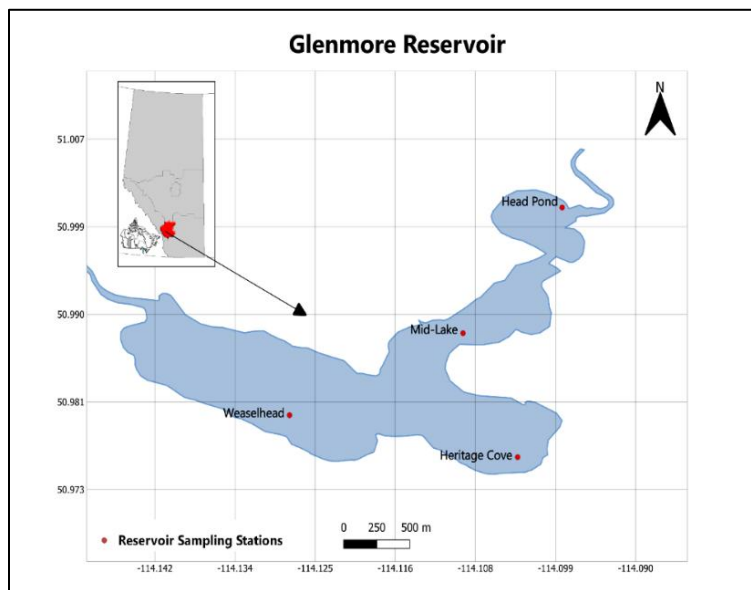 Glenmore Reservoir
N
51.007
Head Pond
50.999
50.990
Mid-Lake
50.981
Weaselhead
Heritage Cove
50.973
0 250 500 m
Reservoir Sampling Stations
-114.142 -114.134 -114.125 -114.116 -114.108 -114.099 -114.090